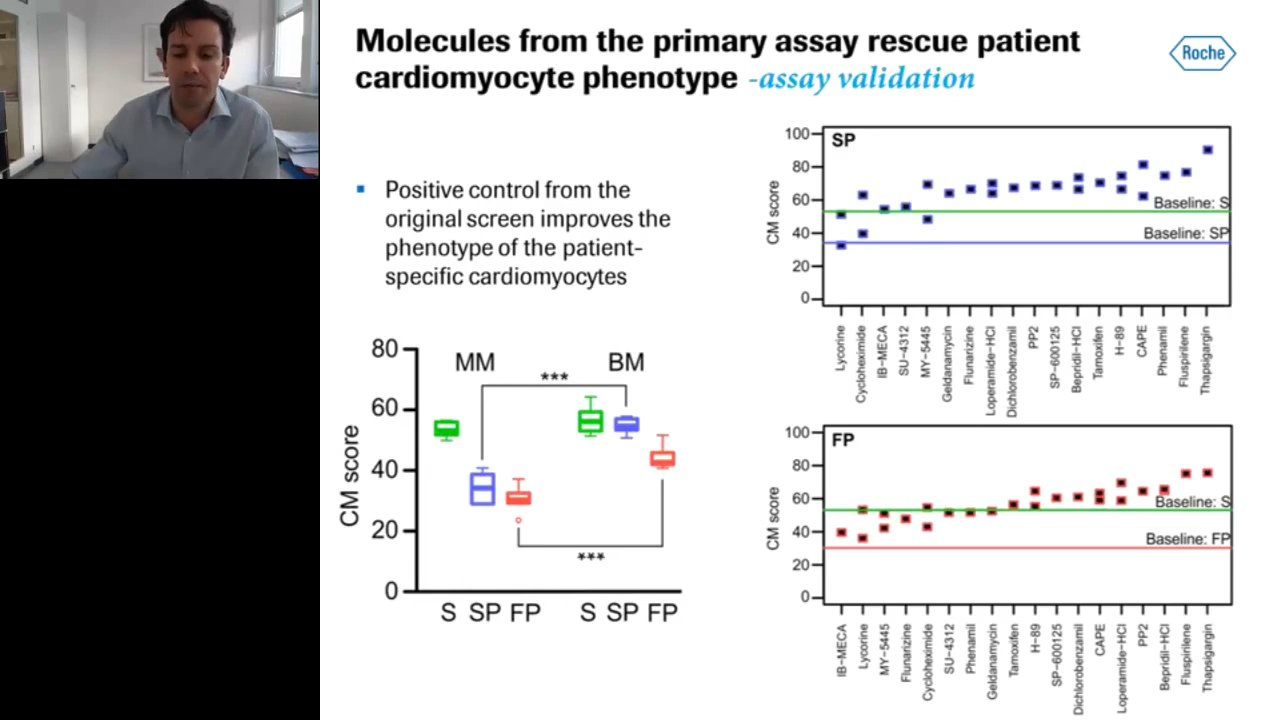 Molecules from the primary assay rescue patient
cardiomyocyte phenotype -assay validation
Roche
▪ Positive control from the
original screen improves the
phenotype of the patient-
specific cardiomyocytes
80
60
40
20
0
CM score
MM
BM
***
***
S SP FP S SP FP
SP
100
80
60
40
20
0
CM score
Baseline: S
Baseline: SP
Lycorine
Cycloheximide
IB-MECA
SU-4312
MY-5445
Geldanamycin
Flunarizine
Loperamide-HCl
Dichlorobenzamil
PP2
SP-600125
Bepridil-HCl
Tamoxifen
H-89
CAPE
Phenamil
Fluspirilene
Thapsigargin
FP
100
80
60
40
20
0
CM score
Baseline: S
Baseline: FP
IB-MECA
Lycorine
MY-5445
Flunarizine
Cycloheximide
SU-4312
Phenamil
Geldanamycin
Tamoxifen
H-89
SP-600125
Dichlorobenzamil
CAPE
Loperamide-HCl
PP2
Bepridil-HCl
Fluspirilene
Thapsigargin